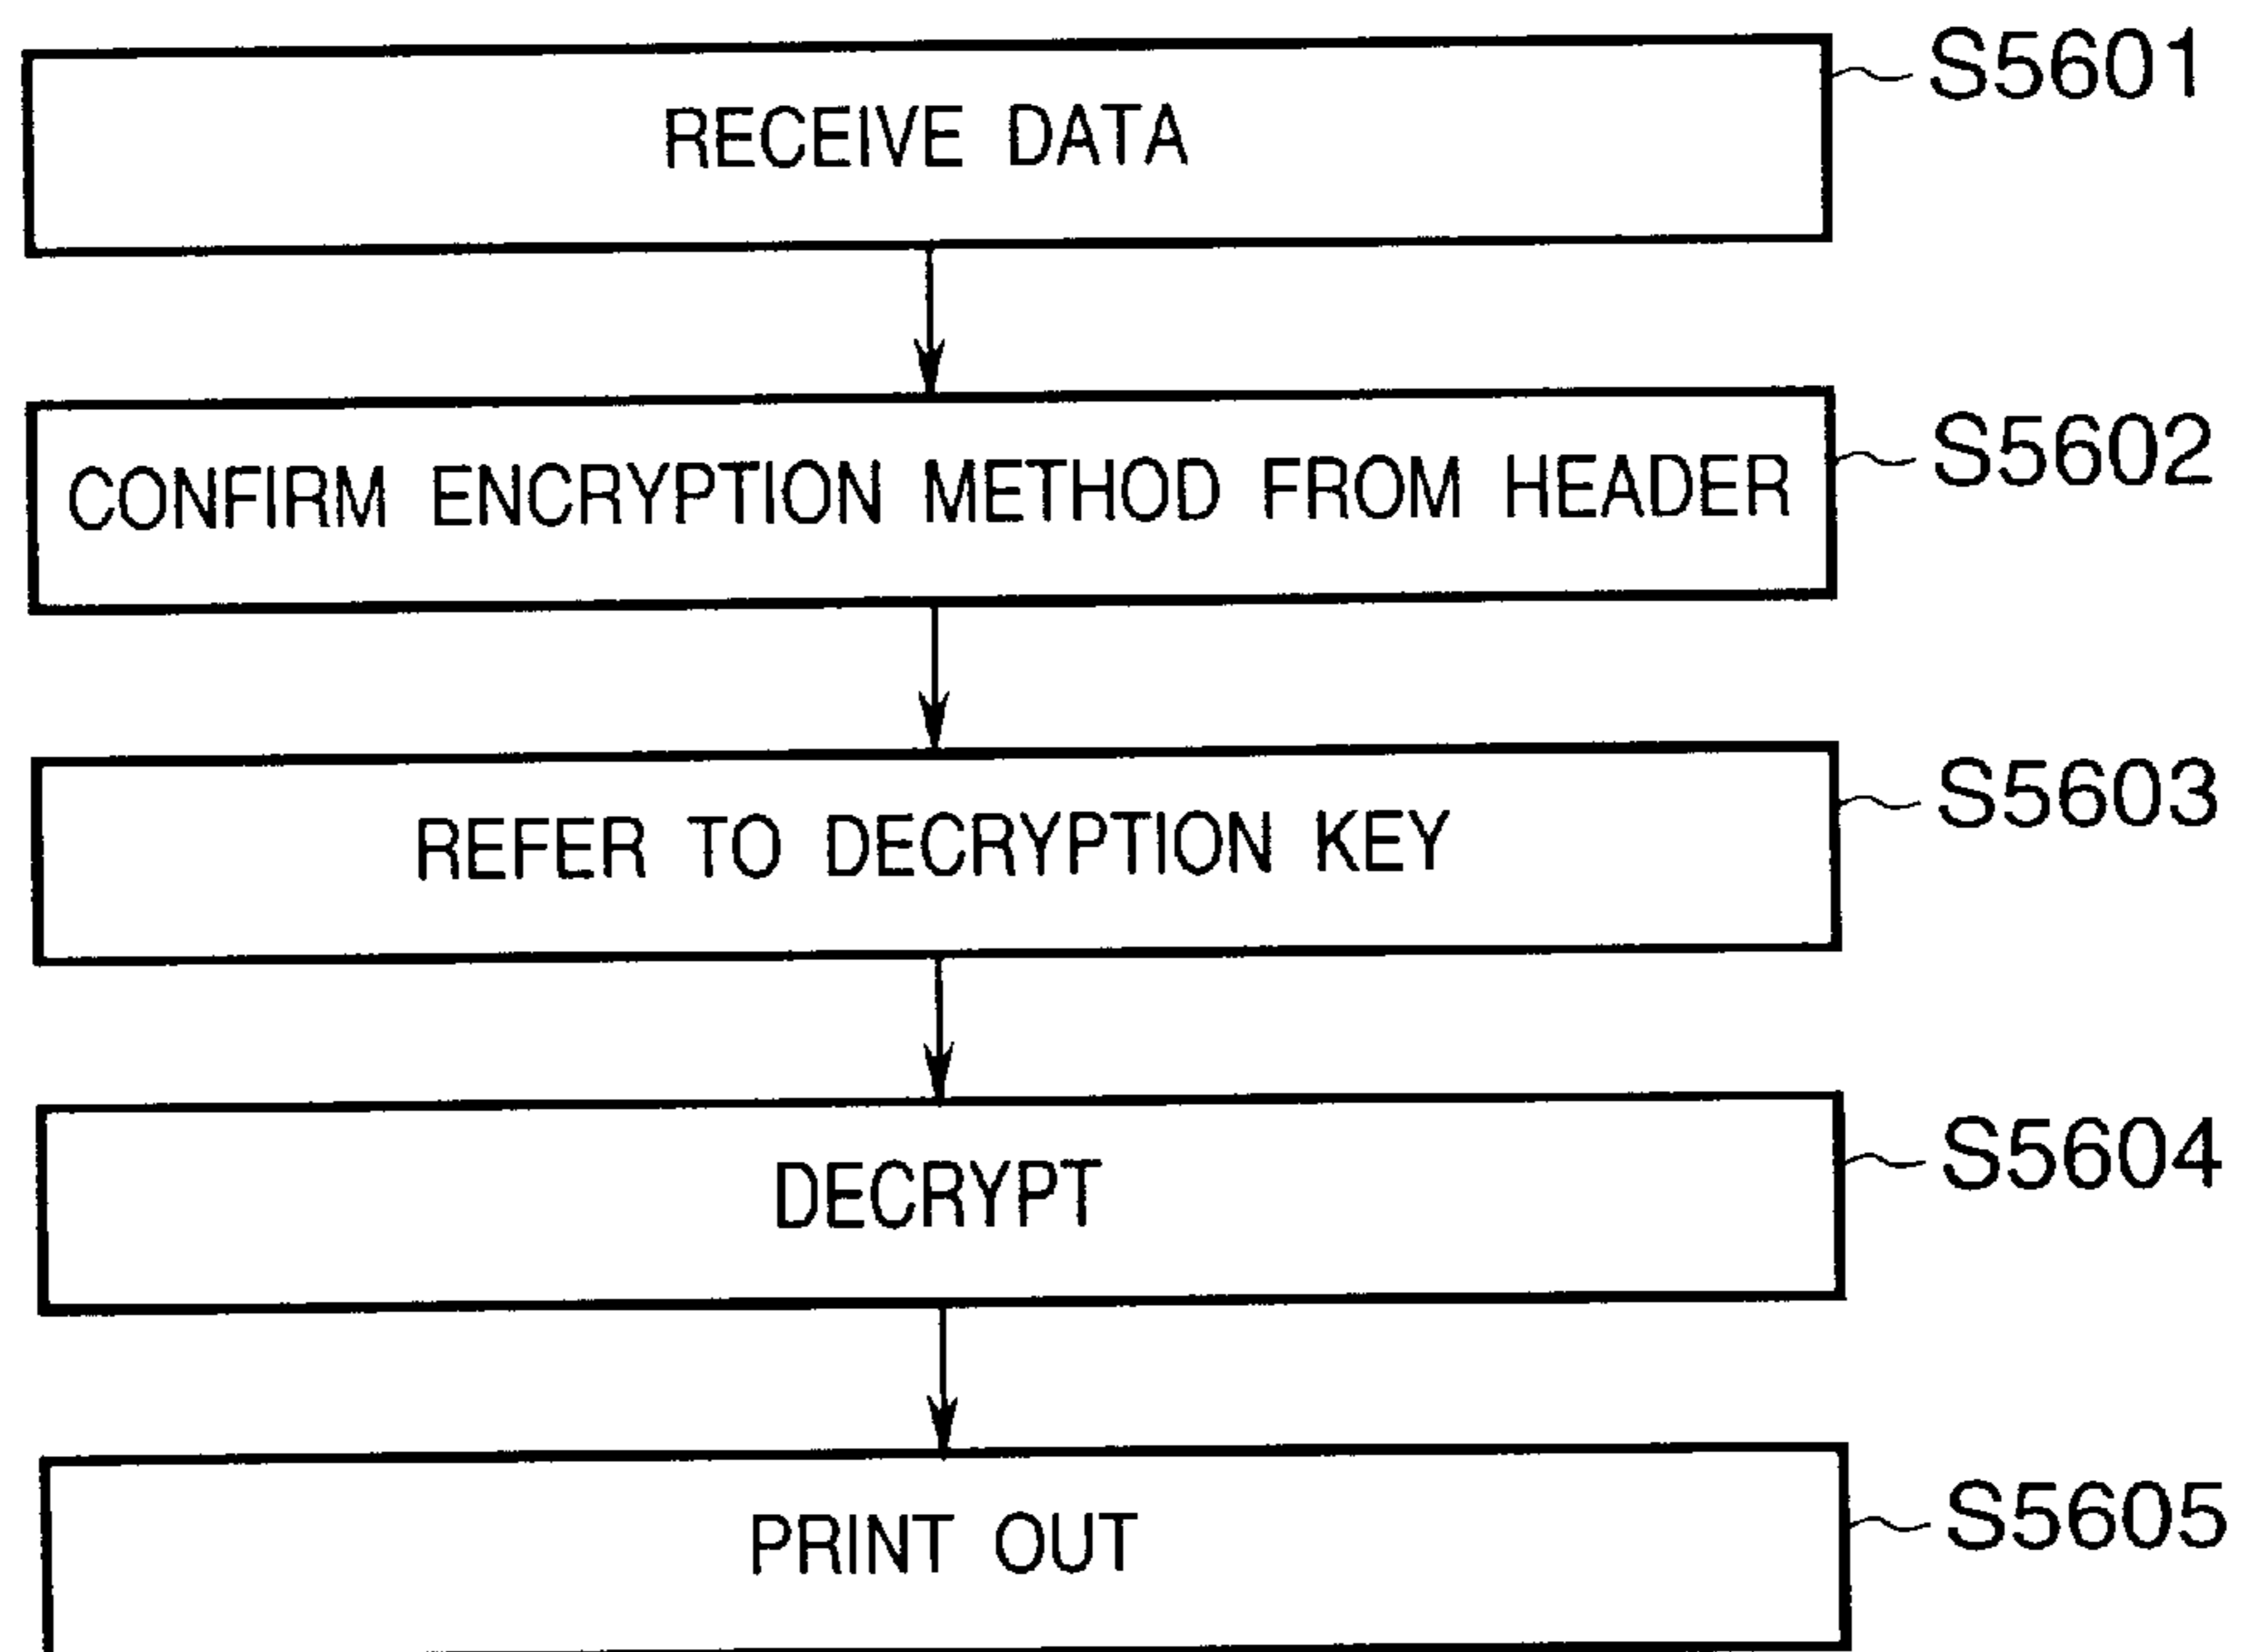 RECEIVE DATA
S5601
CONFIRM ENCRYPTION METHOD FROM HEADER
S5602
REFER TO DECRYPTION KEY
S5603
DECRYPT
S5604
PRINT OUT
S5605